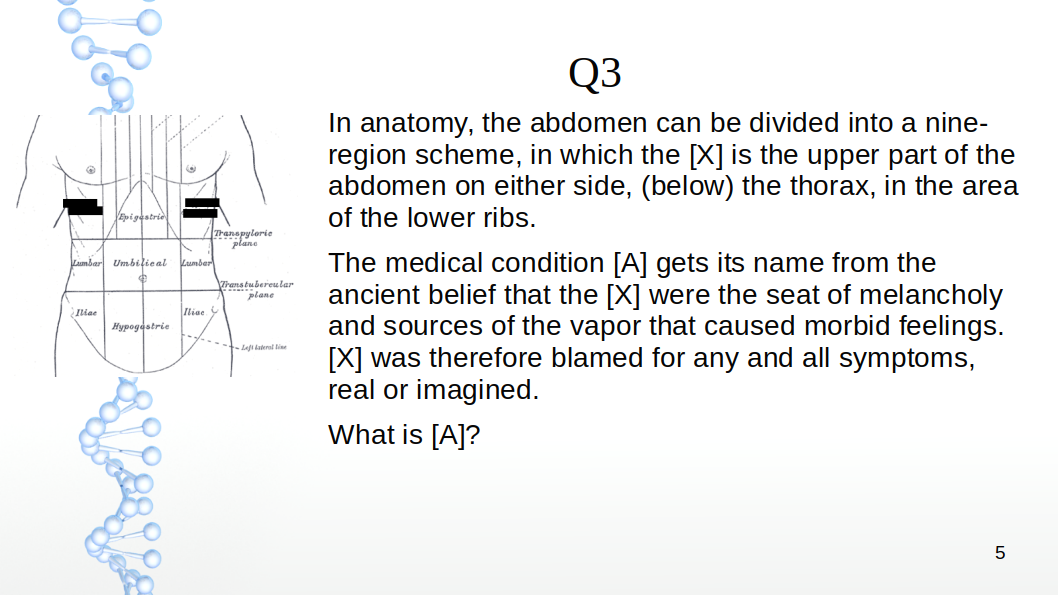 Q3
In anatomy, the abdomen can be divided into a nine-
region scheme, in which the [X] is the upper part of the
abdomen on either side, (below) the thorax, in the area
of the lower ribs.
The medical condition [A] gets its name from the
ancient belief that the [X] were the seat of melancholy
and sources of the vapor that caused morbid feelings.
[X] was therefore blamed for any and all symptoms,
real or imagined.
What is [A]?
Epigastric
Transpyloric
plane
Lumbar Umbilical Lumbar
Transtubercular
plane
Iliac Iliac
Hypogastric
Left lateral line
5